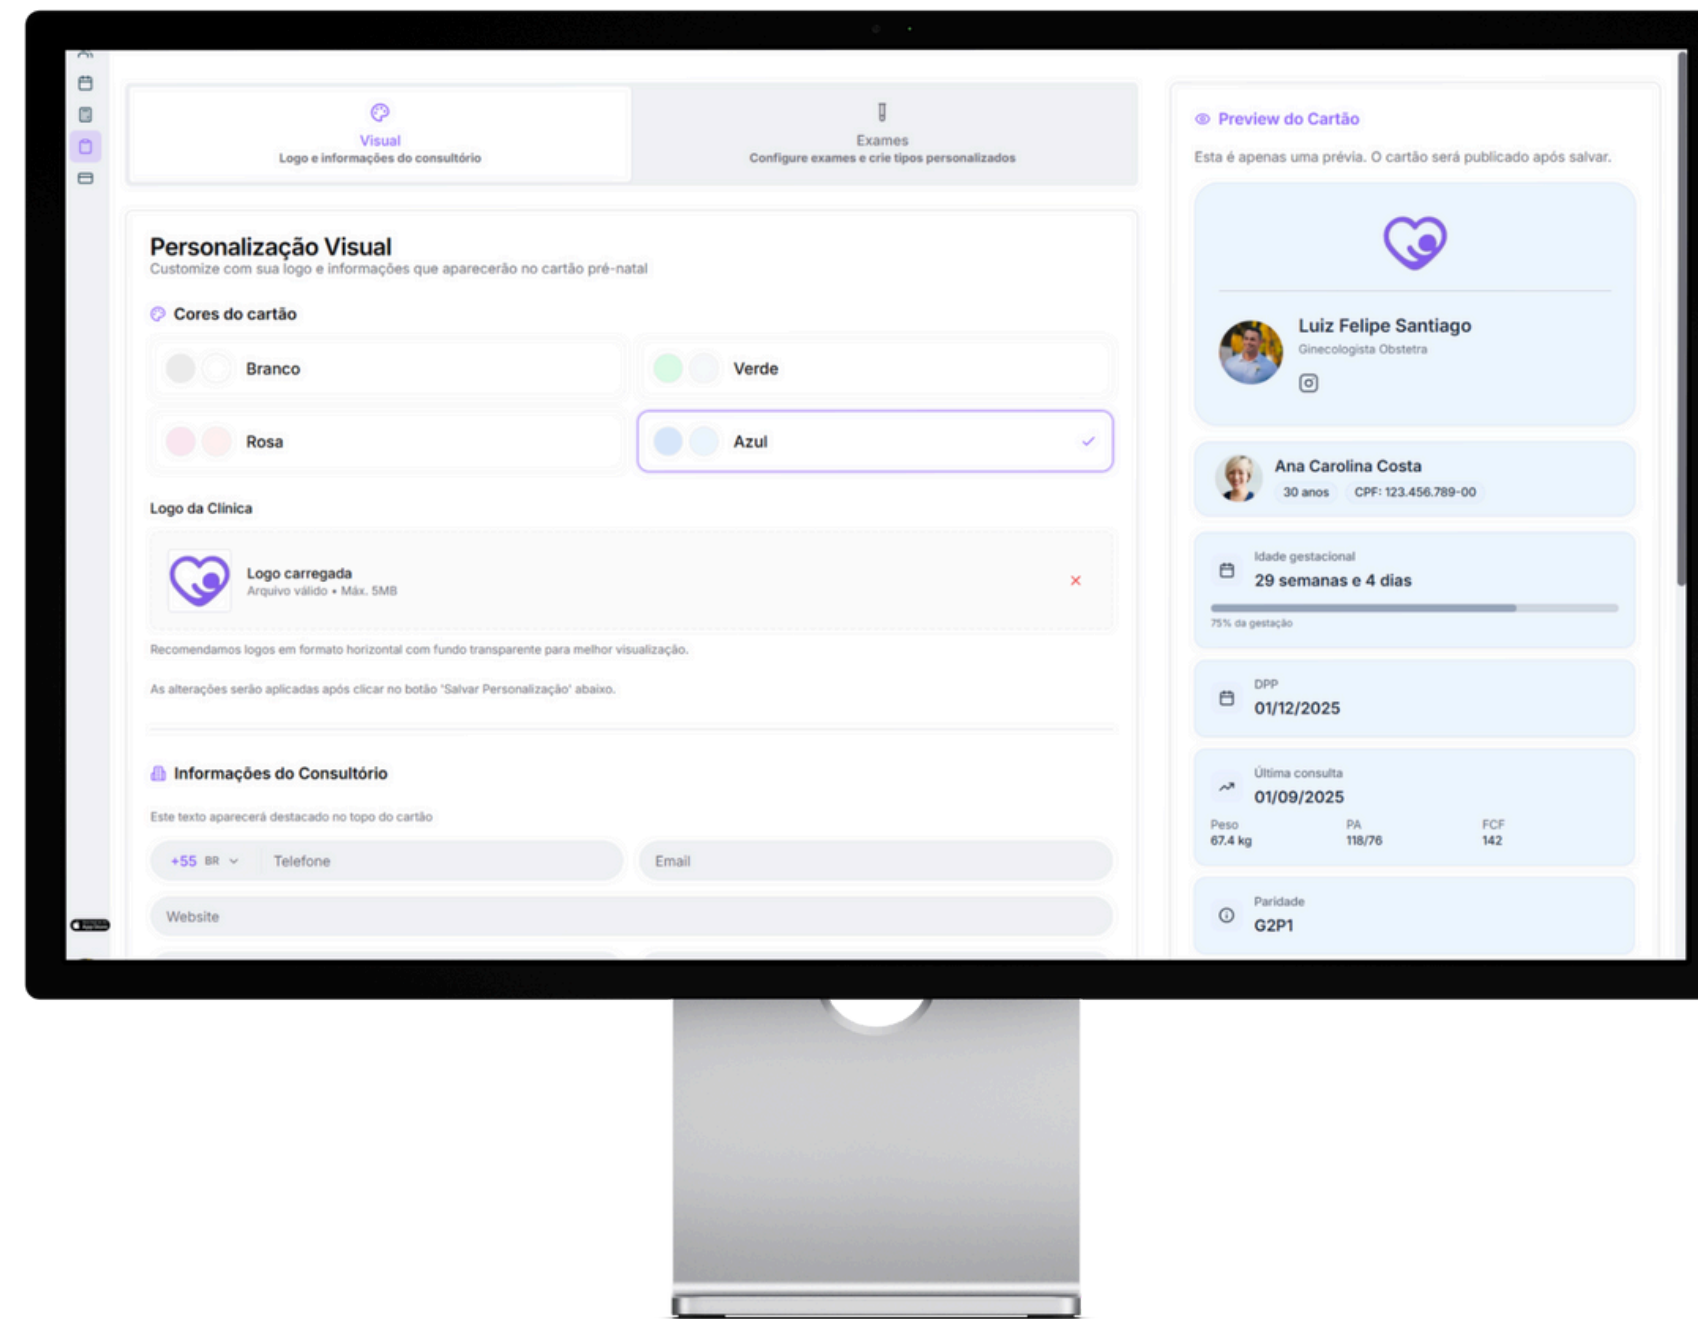 Visual
Logo e informações do consultório
Exames
Configure exames e crie tipos personalizados
Personalização Visual
Customize com sua logo e informações que aparecerão no cartão pré-natal
Cores do cartão
Branco
Verde
Rosa
Azul
Logo da Clínica
Logo carregada
Arquivo válido • Máx. 5MB
Recomendamos logos em formato horizontal com fundo transparente para melhor visualização.
As alterações serão aplicadas após clicar no botão 'Salvar Personalização' abaixo.
Informações do Consultório
Este texto aparecerá destacado no topo do cartão
+55 BR Telefone
Email
Website
Preview do Cartão
Esta é apenas uma prévia. O cartão será publicado após salvar.
Luiz Felipe Santiago
Ginecologista Obstetra
Ana Carolina Costa
30 anos CPF: 123.456.789-00
Idade gestacional
29 semanas e 4 dias
75% da gestação
DPP
01/12/2025
Última consulta
01/09/2025
Peso PA FCF
67.4 kg 118/76 142
Paridade
G2P1